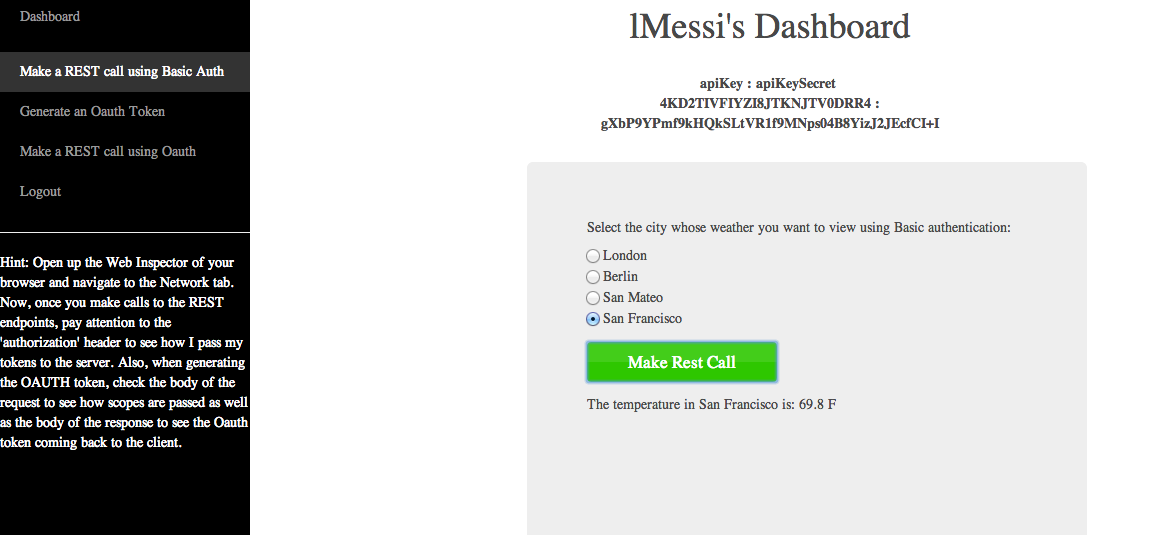 Dashboard
Make a REST call using Basic Auth
Generate an Oauth Token
Make a REST call using Oauth
Logout
Hint: Open up the Web Inspector of your
browser and navigate to the Network tab.
Now, once you make calls to the REST
endpoints, pay attention to the
'authorization' header to see how I pass my
tokens to the server. Also, when generating
the OAUTH token, check the body of the
request to see how scopes are passed as well
as the body of the response to see the Oauth
token coming back to the client.
lMessi's Dashboard
apiKey : apiKeySecret
4KD2TIVFIYZI8JTKNJTV0DRR4 :
gXbP9YPmf9kHQkSLtVR1f9MNps04B8YizJ2JEcfCI+I
Select the city whose weather you want to view using Basic authentication:
London
Berlin
San Mateo
San Francisco
Make Rest Call
The temperature in San Francisco is: 69.8 F